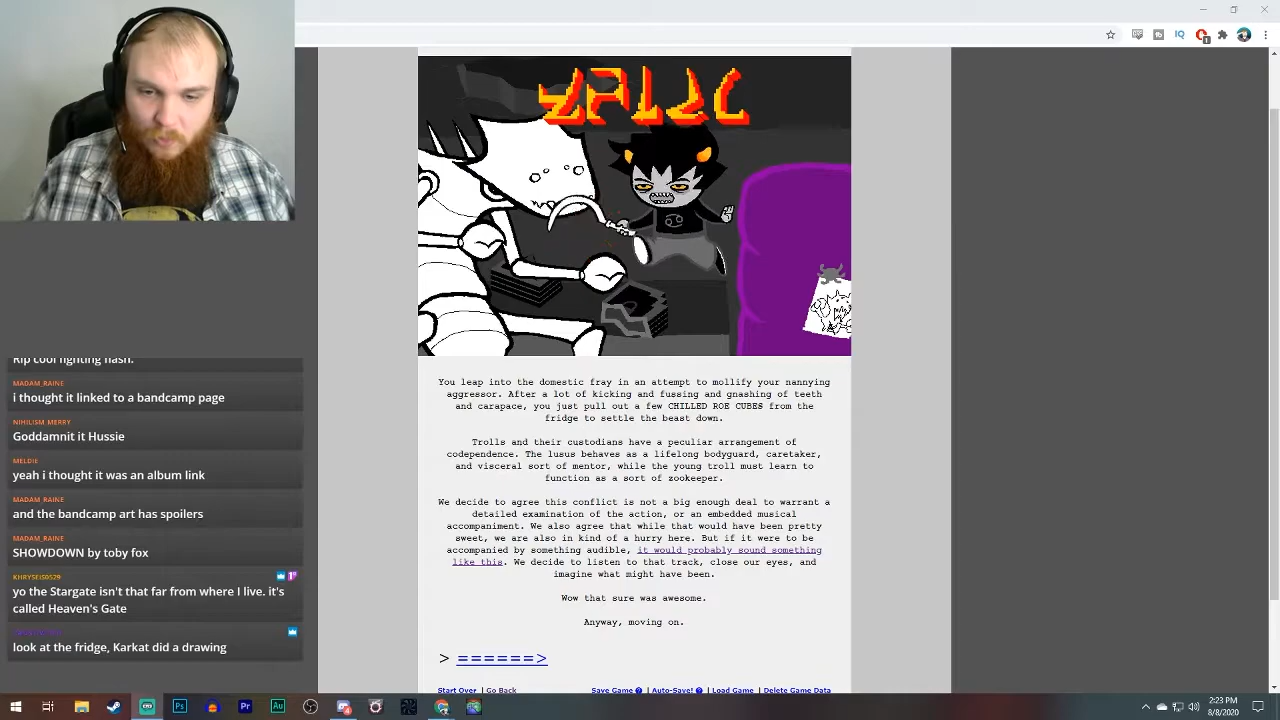 Rip cool fighting flash.
MADAM_RAINE
i thought it linked to a bandcamp page
NIHILISM_MERRY
Goddamnit it Hussie
MELDIE
yeah i thought it was an album link
MADAM_RAINE
and the bandcamp art has spoilers
MADAM_RAINE
SHOWDOWN by toby fox
KHRYSEIS0529
yo the Stargate isn't that far from where I live. it's
called Heaven's Gate
look at the fridge, Karkat did a drawing
You leap into the domestic fray in an attempt to mollify your nannying
aggressor. After a lot of kicking and fussing and gnashing of teeth
and carapace, you just pull out a few CHILLED ROE CUBES from the
fridge to settle the beast down.
Trolls and their custodians have a peculiar arrangement of
codependence. The lusus behaves as a lifelong bodyguard, caretaker,
and visceral sort of mentor, while the young troll must learn to
function as a sort of zookeeper.
We decide to agree this conflict is not a big enough deal to warrant a
detailed examination of the action, or an embedded musical
accompaniment. We also agree that while that would have been pretty
sweet, we are also in kind of a hurry here. But if it were to be
accompanied by something audible, it would probably sound something
like this. We decide to listen to that track, close our eyes, and
imagine what might have been.
Wow that sure was awesome.
Anyway, moving on.
> ======>
Start Over | Go Back Save Game ? | Auto-Save! ? | Load Game | Delete Game Data
2:23 PM
8/8/2020